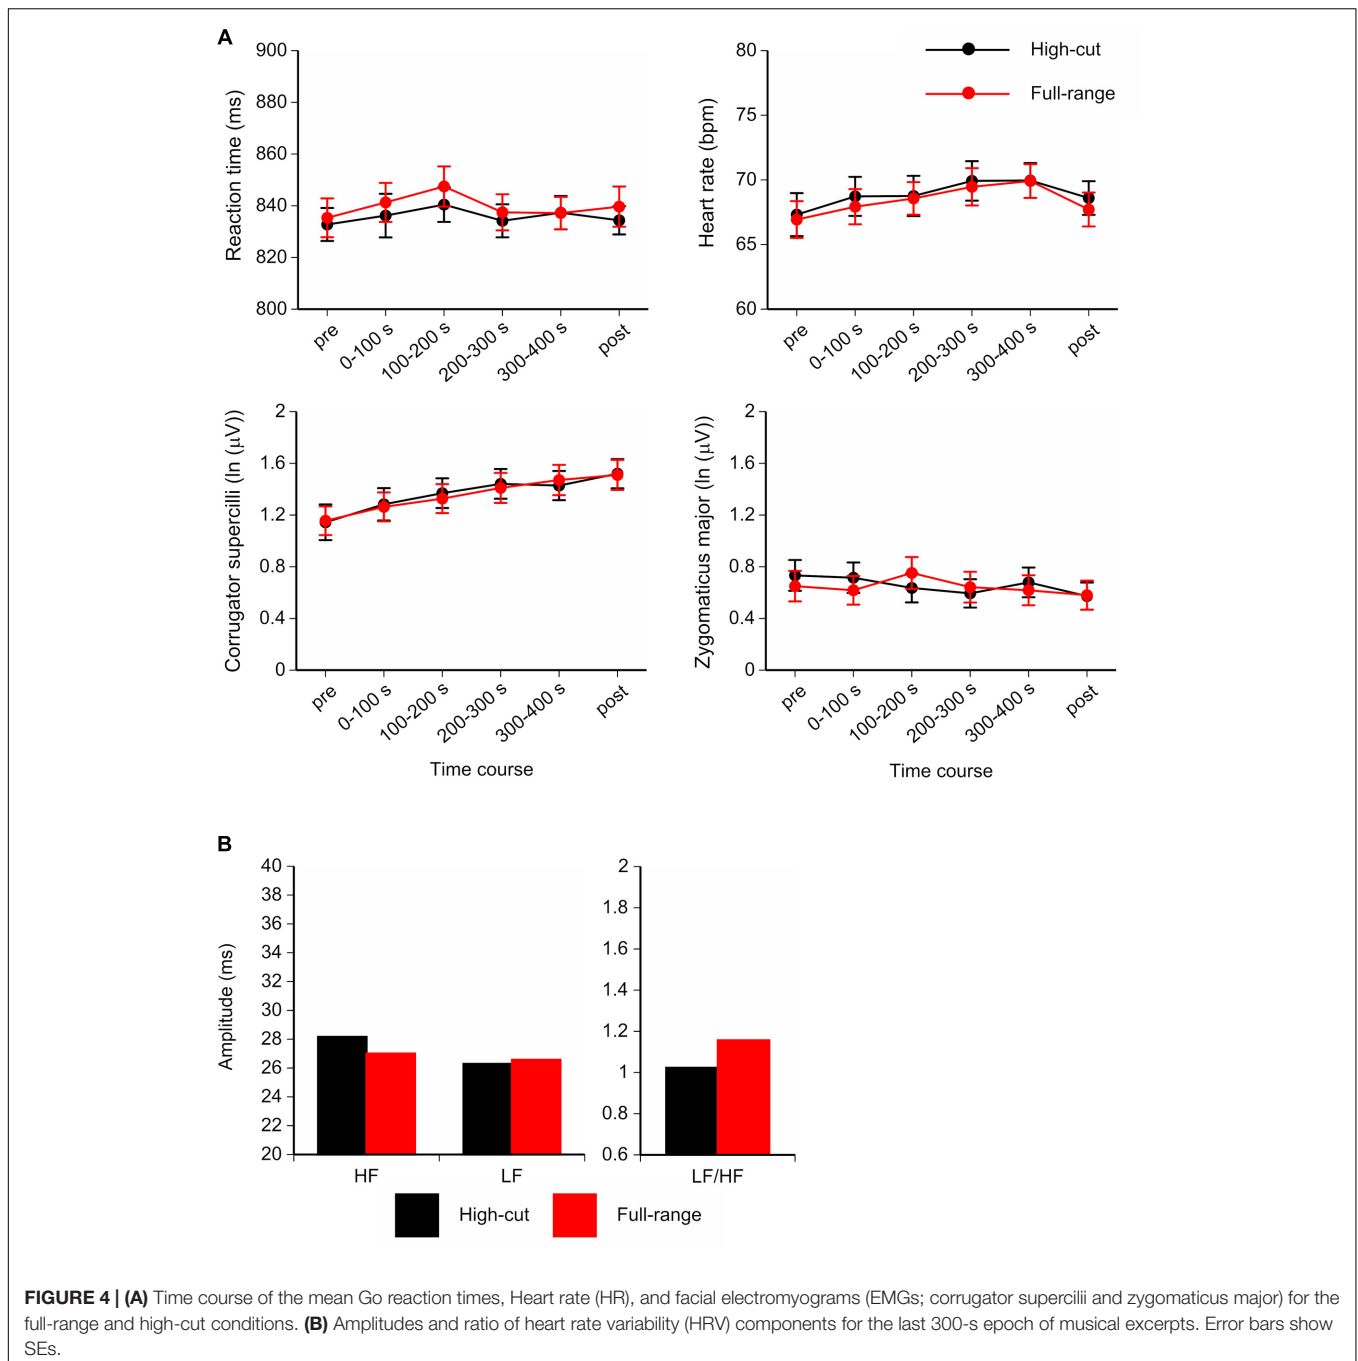 A
900
880
860
840
820
800
Reaction time (ms)
pre
0-100 s
100-200 s
200-300 s
300-400 s
post
80
75
70
65
60
Heart rate (bpm)
High-cut
Full-range
pre
0-100 s
100-200 s
200-300 s
300-400 s
post
2
1.6
1.2
0.8
0.4
0
Corrugator supercilli (ln (μV))
pre
0-100 s
100-200 s
200-300 s
300-400 s
post
Time course
2
1.6
1.2
0.8
0.4
0
Zygomaticus major (ln (μV))
pre
0-100 s
100-200 s
200-300 s
300-400 s
post
Time course
B
40
38
36
34
32
30
28
26
24
22
20
Amplitude (ms)
HF
LF
2
1.8
1.6
1.4
1.2
1
0.8
0.6
LF/HF
High-cut
Full-range
FIGURE 4 | (A) Time course of the mean Go reaction times, Heart rate (HR), and facial electromyograms (EMGs; corrugator supercilii and zygomaticus major) for the
full-range and high-cut conditions. (B) Amplitudes and ratio of heart rate variability (HRV) components for the last 300-s epoch of musical excerpts. Error bars show
SEs.